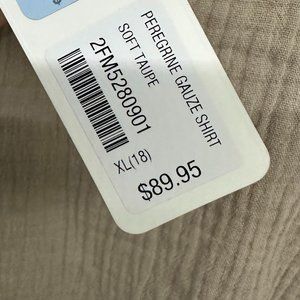 PEREGRINE GAUZE SHIRT
SOFT TAUPE
2FM5280901
XL(18)
$89.95